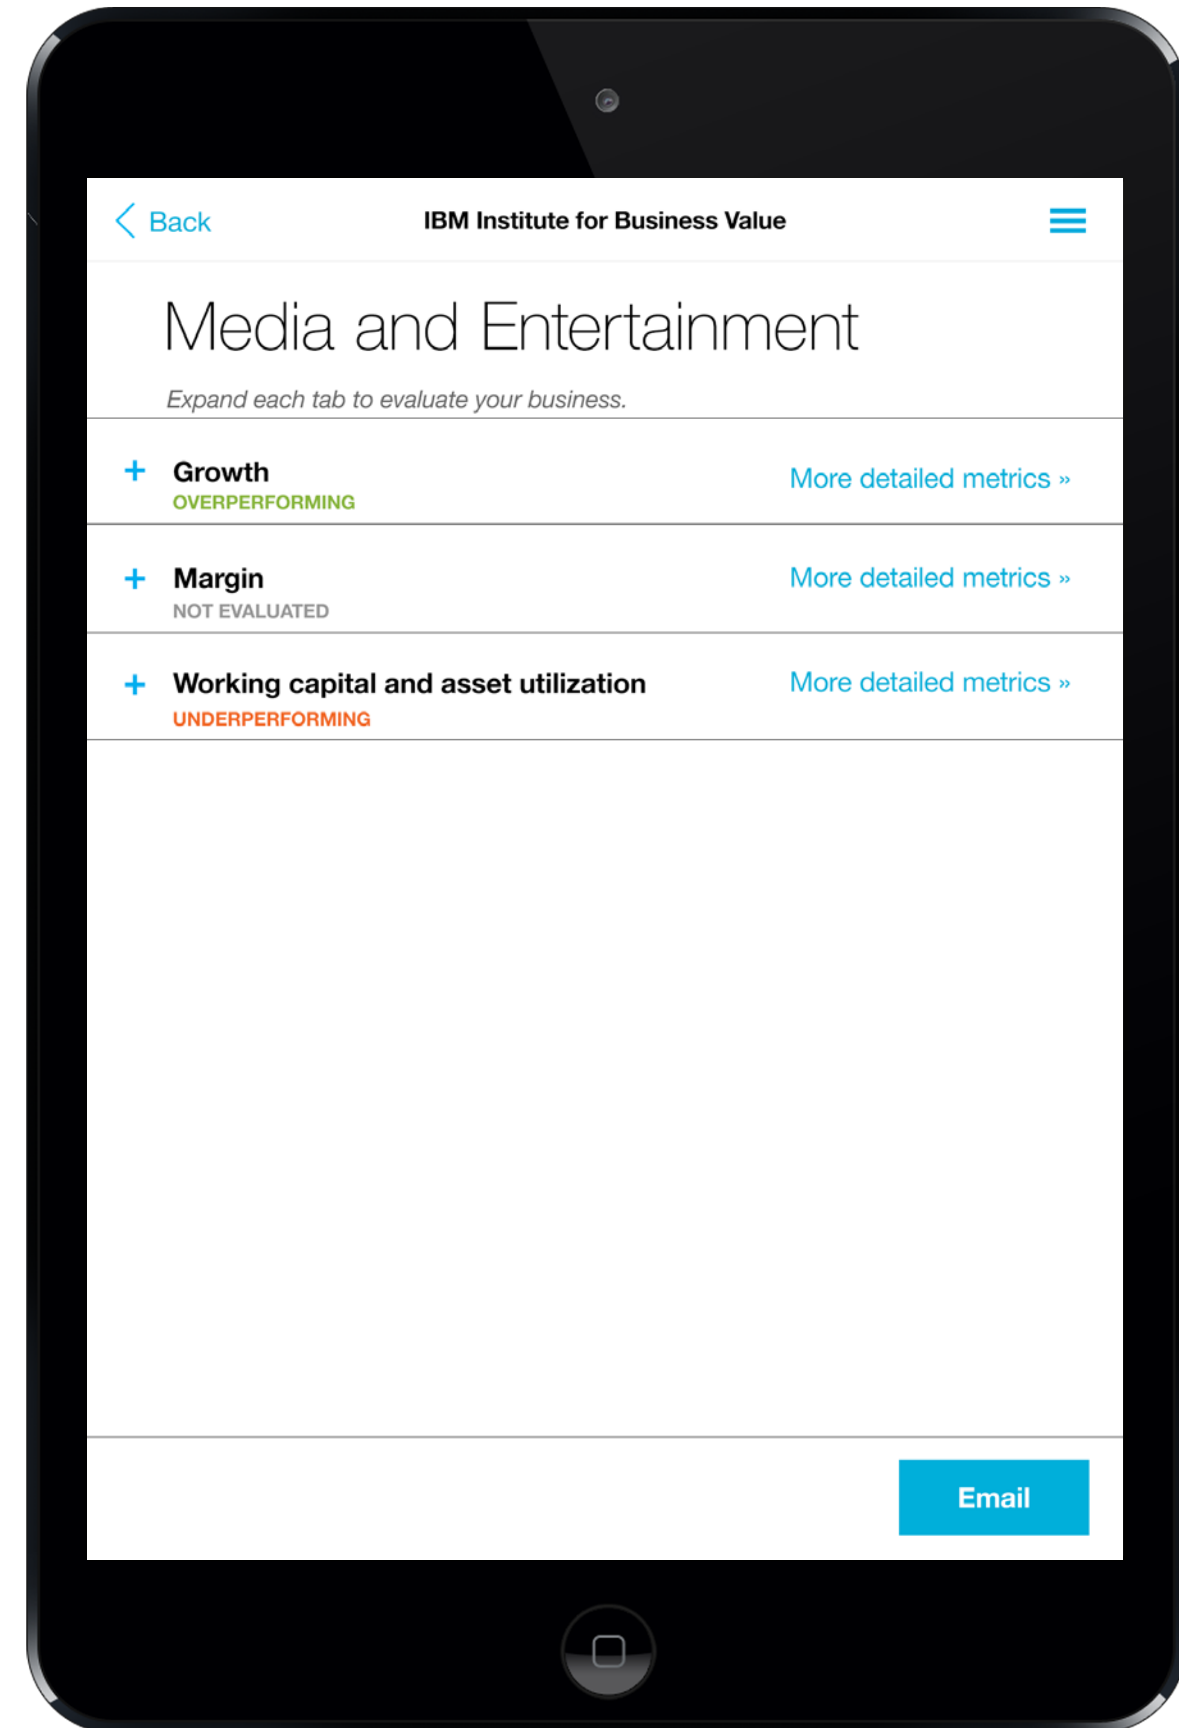 Back
IBM Institute for Business Value
Media and Entertainment
Expand each tab to evaluate your business.
+ Growth
OVERPERFORMING
More detailed metrics »
+ Margin
NOT EVALUATED
More detailed metrics »
+ Working capital and asset utilization
UNDERPERFORMING
More detailed metrics »
Email